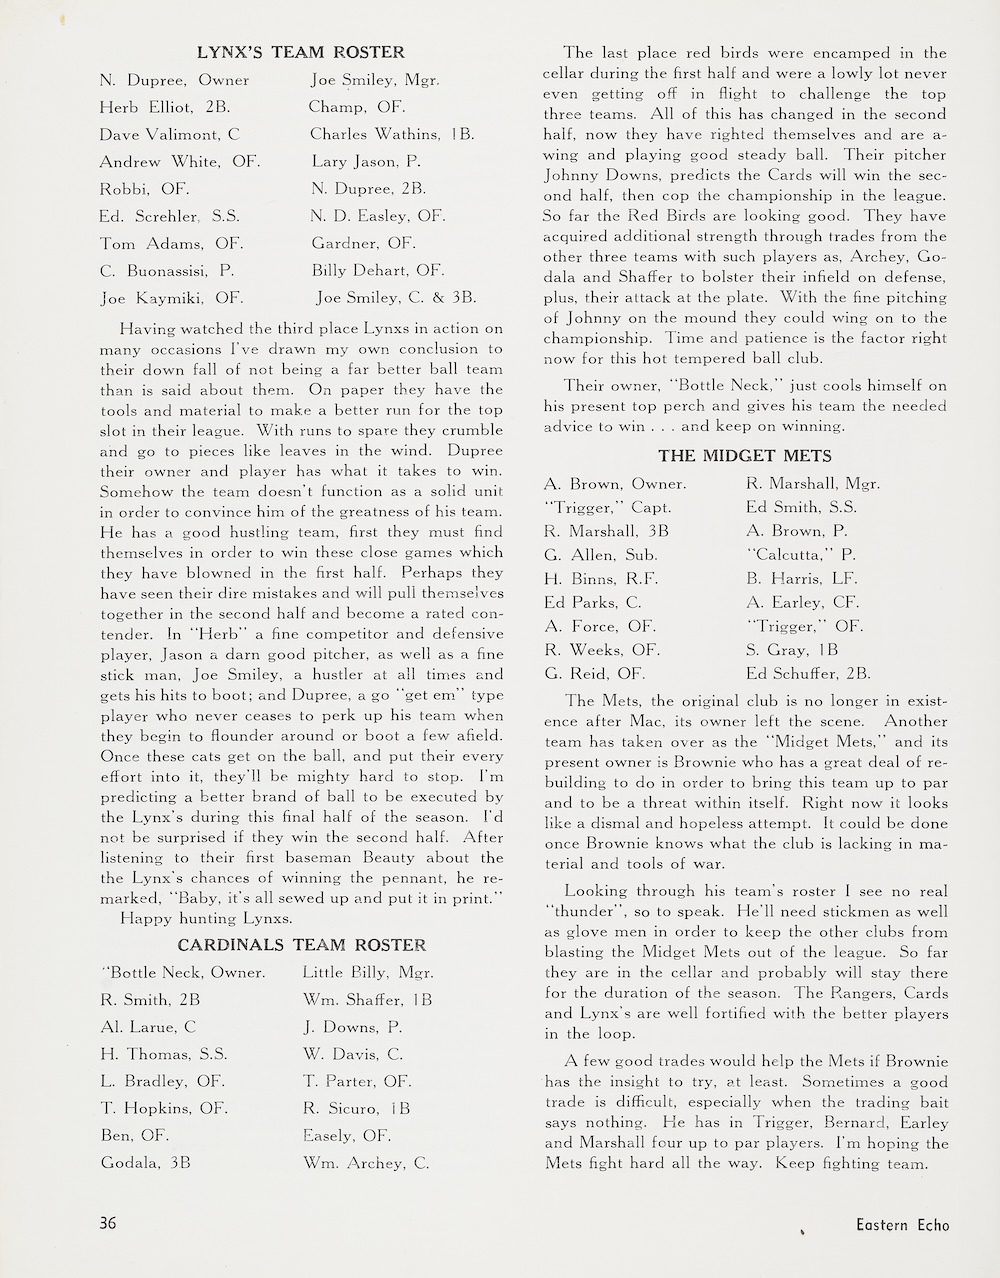 LYNX'S TEAM ROSTER
N. Dupree, Owner Joe Smiley, Mgr.
Herb Elliot, 2B. Champ, OF.
Dave Valimont, C Charles Wathins, 1B.
Andrew White, OF. Lary Jason, P.
Robbi, OF. N. Dupree, 2B.
Ed. Screhler, S.S. N. D. Easley, OF.
Tom Adams, OF. Gardner, OF.
C. Buonassisi, P. Billy Dehart, OF.
Joe Kaymiki, OF. Joe Smiley, C. & 3B.
Having watched the third place Lynxs in action on
many occasions I've drawn my own conclusion to
their down fall of not being a far better ball team
than is said about them. On paper they have the
tools and material to make a better run for the top
slot in their league. With runs to spare they crumble
and go to pieces like leaves in the wind. Dupree
their owner and player has what it takes to win.
Somehow the team doesn't function as a solid unit
in order to convince him of the greatness of his team.
He has a good hustling team, first they must find
themselves in order to win these close games which
they have blowned in the first half. Perhaps they
have seen their dire mistakes and will pull themselves
together in the second half and become a rated con-
tender. In "Herb" a fine competitor and defensive
player, Jason a darn good pitcher, as well as a fine
stick man, Joe Smiley, a hustler at all times and
gets his hits to boot; and Dupree, a go "get em" type
player who never ceases to perk up his team when
they begin to flounder around or boot a few afield.
Once these cats get on the ball, and put their every
effort into it, they'll be mighty hard to stop. I'm
predicting a better brand of ball to be executed by
the Lynx's during this final half of the season. I'd
not be surprised if they win the second half. After
listening to their first baseman Beauty about the
the Lynx's chances of winning the pennant, he re-
marked, "Baby, it's all sewed up and put it in print."
Happy hunting Lynxs.
CARDINALS TEAM ROSTER
"Bottle Neck, Owner. Little Billy, Mgr.
R. Smith, 2B Wm. Shaffer, 1B
Al. Larue, C J. Downs, P.
H. Thomas, S.S. W. Davis, C.
L. Bradley, OF. T. Parter, OF.
T. Hopkins, OF. R. Sicuro, 1B
Ben, OF. Easely, OF.
Godala, 3B Wm. Archey, C.
The last place red birds were encamped in the
cellar during the first half and were a lowly lot never
even getting off in flight to challenge the top
three teams. All of this has changed in the second
half, now they have righted themselves and are a-
wing and playing good steady ball. Their pitcher
Johnny Downs, predicts the Cards will win the sec-
ond half, then cop the championship in the league.
So far the Red Birds are looking good. They have
acquired additional strength through trades from the
other three teams with such players as, Archey, Go-
dala and Shaffer to bolster their infield on defense,
plus, their attack at the plate. With the fine pitching
of Johnny on the mound they could wing on to the
championship. Time and patience is the factor right
now for this hot tempered ball club.
Their owner, "Bottle Neck," just cools himself on
his present top perch and gives his team the needed
advice to win . . . and keep on winning.
THE MIDGET METS
A. Brown, Owner. R. Marshall, Mgr.
"Trigger," Capt. Ed Smith, S.S.
R. Marshall, 3B A. Brown, P.
G. Allen, Sub. "Calcutta," P.
H. Binns, R.F. B. Harris, LF.
Ed Parks, C. A. Earley, CF.
A. Force, OF. "Trigger," OF.
R. Weeks, OF. S. Gray, 1B
G. Reid, OF. Ed Schuffer, 2B.
The Mets, the original club is no longer in exist-
ence after Mac, its owner left the scene. Another
team has taken over as the "Midget Mets," and its
present owner is Brownie who has a great deal of re-
building to do in order to bring this team up to par
and to be a threat within itself. Right now it looks
like a dismal and hopeless attempt. It could be done
once Brownie knows what the club is lacking in ma-
terial and tools of war.
Looking through his team's roster I see no real
"thunder", so to speak. He'll need stickmen as well
as glove men in order to keep the other clubs from
blasting the Midget Mets out of the league. So far
they are in the cellar and probably will stay there
for the duration of the season. The Rangers, Cards
and Lynx's are well fortified with the better players
in the loop.
A few good trades would help the Mets if Brownie
has the insight to try, at least. Sometimes a good
trade is difficult, especially when the trading bait
says nothing. He has in Trigger, Bernard, Earley
and Marshall four up to par players. I'm hoping the
Mets fight hard all the way. Keep fighting team.
36
Eastern Echo